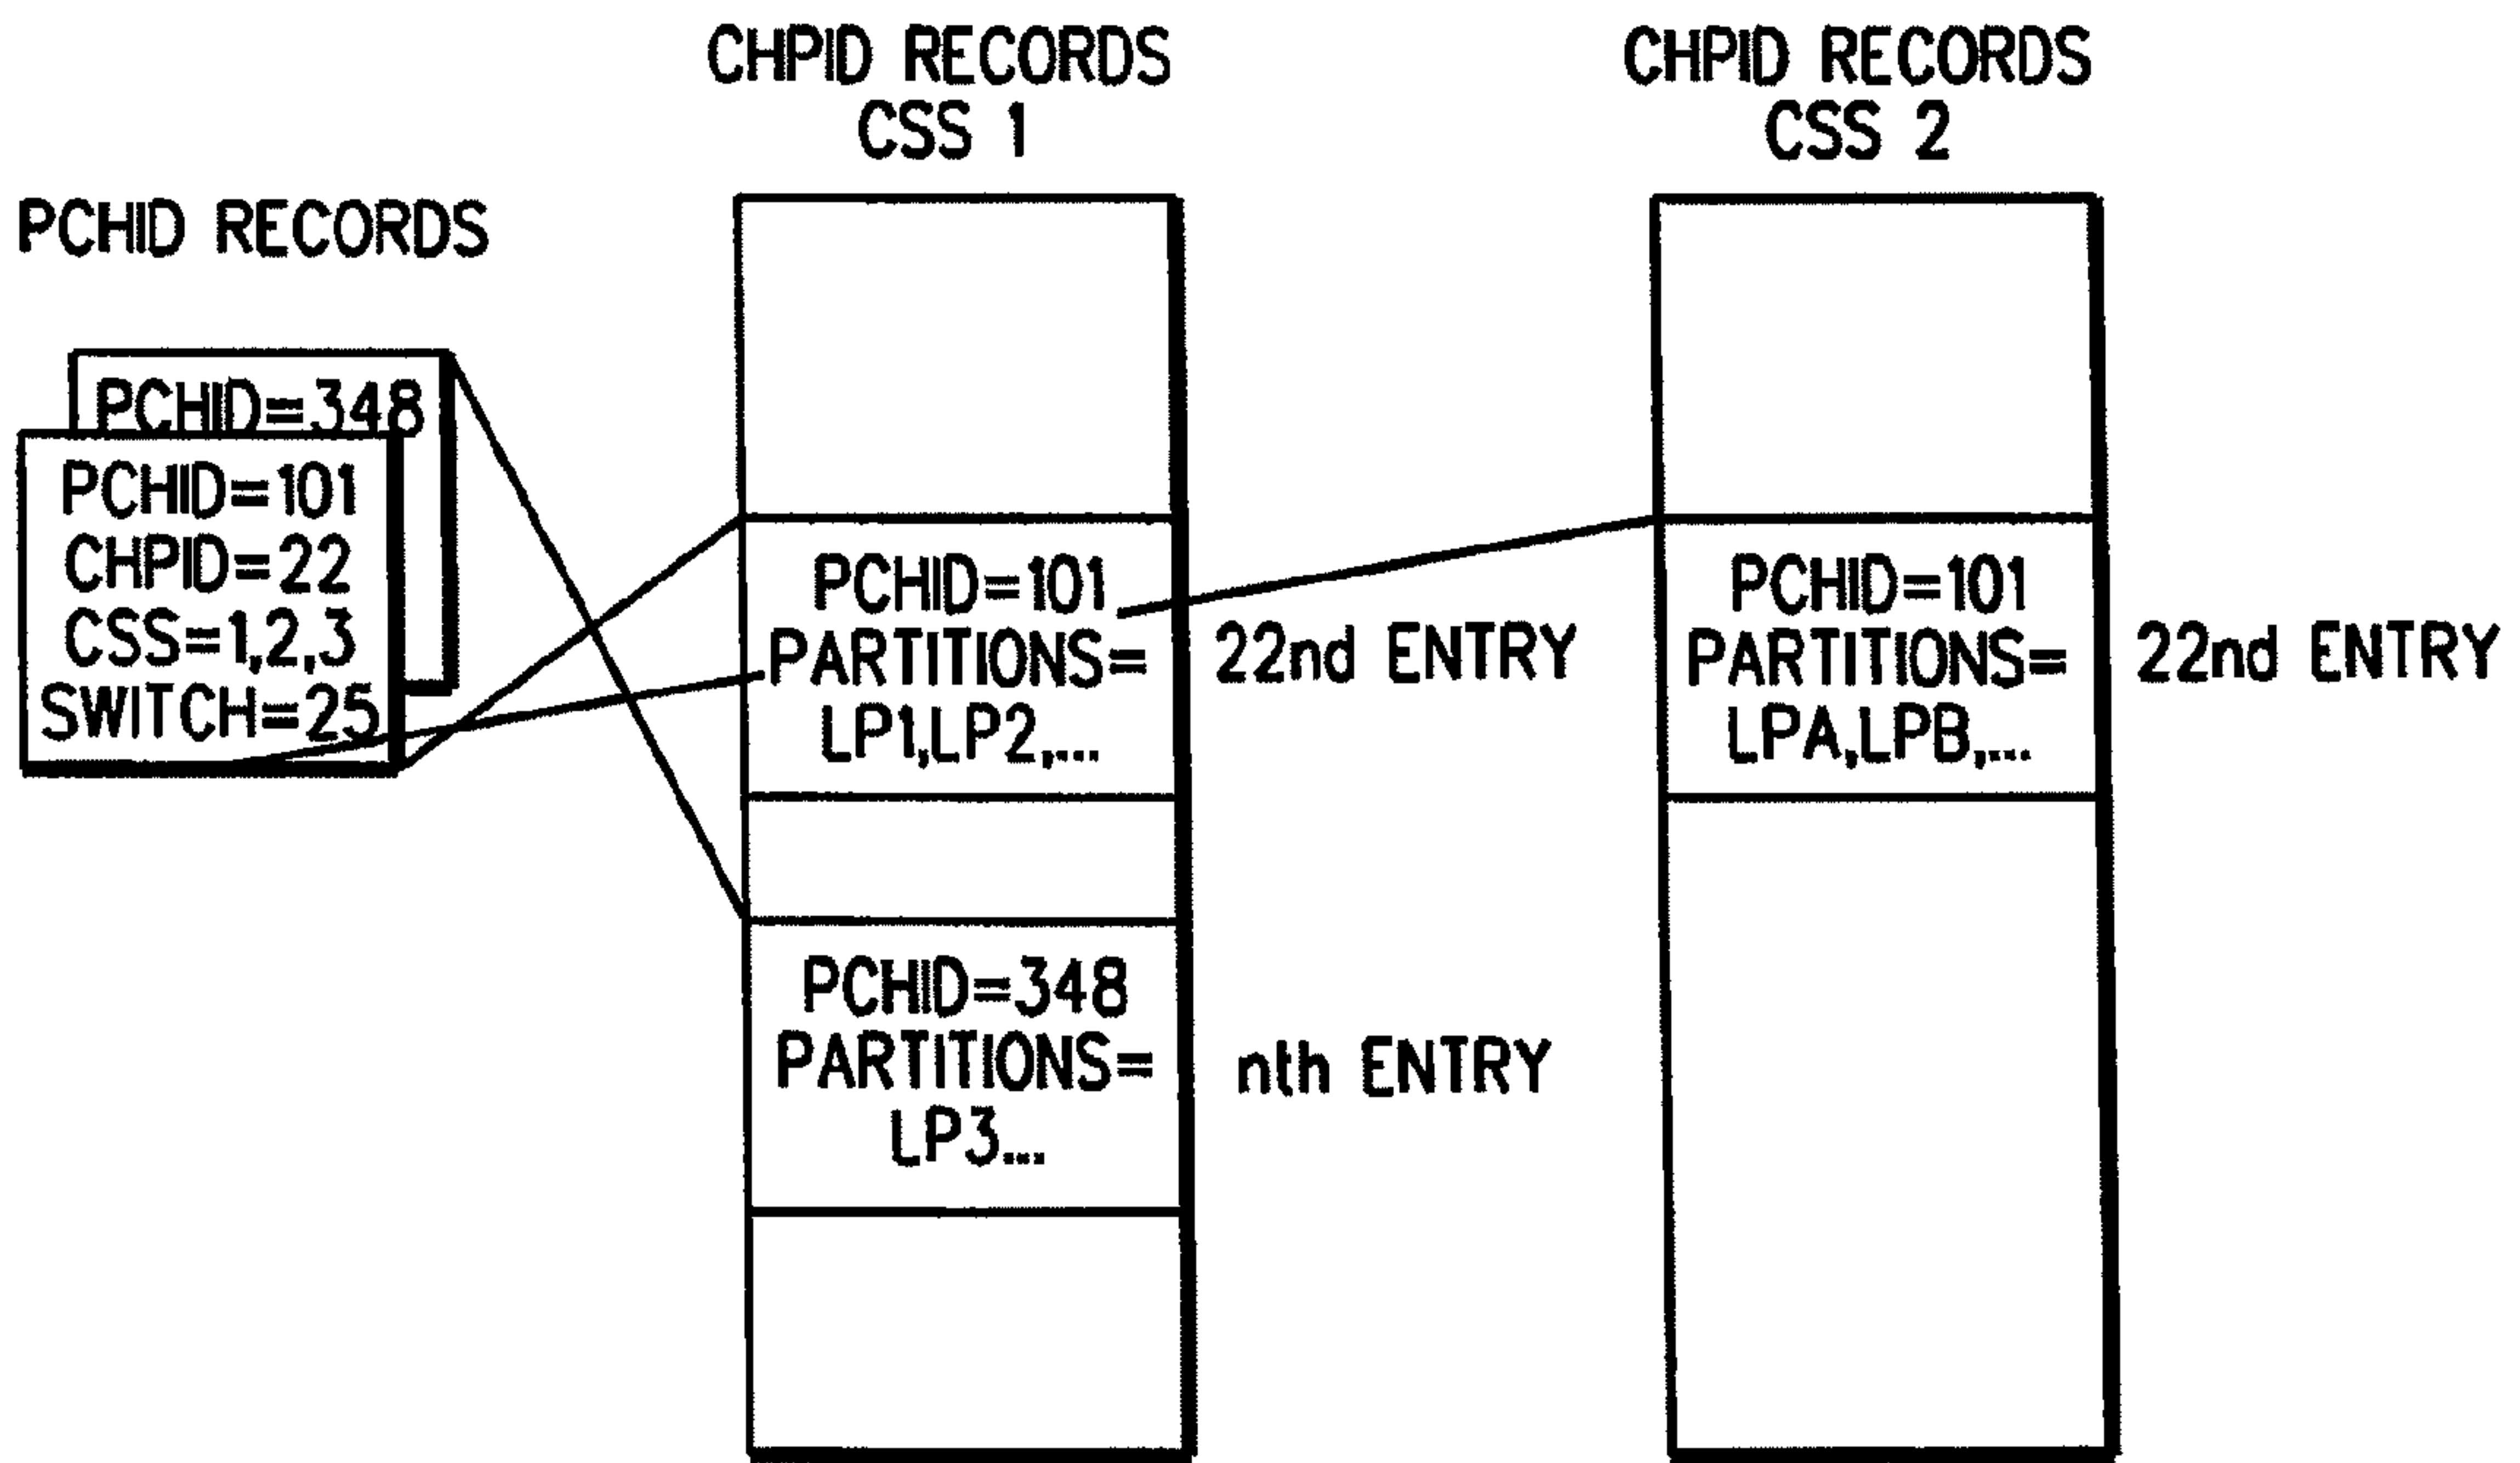 CHPID RECORDS
CSS 1
CHPID RECORDS
CSS 2
PCHID RECORDS
PCHID=348
PCHID=101
CHPID=22
CSS=1,2,3
SWITCH=25
PCHID=101
PARTITIONS=
LP1,LP2,...
22nd ENTRY
PCHID=348
PARTITIONS=
LP3...
nth ENTRY
PCHID=101
PARTITIONS=
LPA,LPB,...
22nd ENTRY